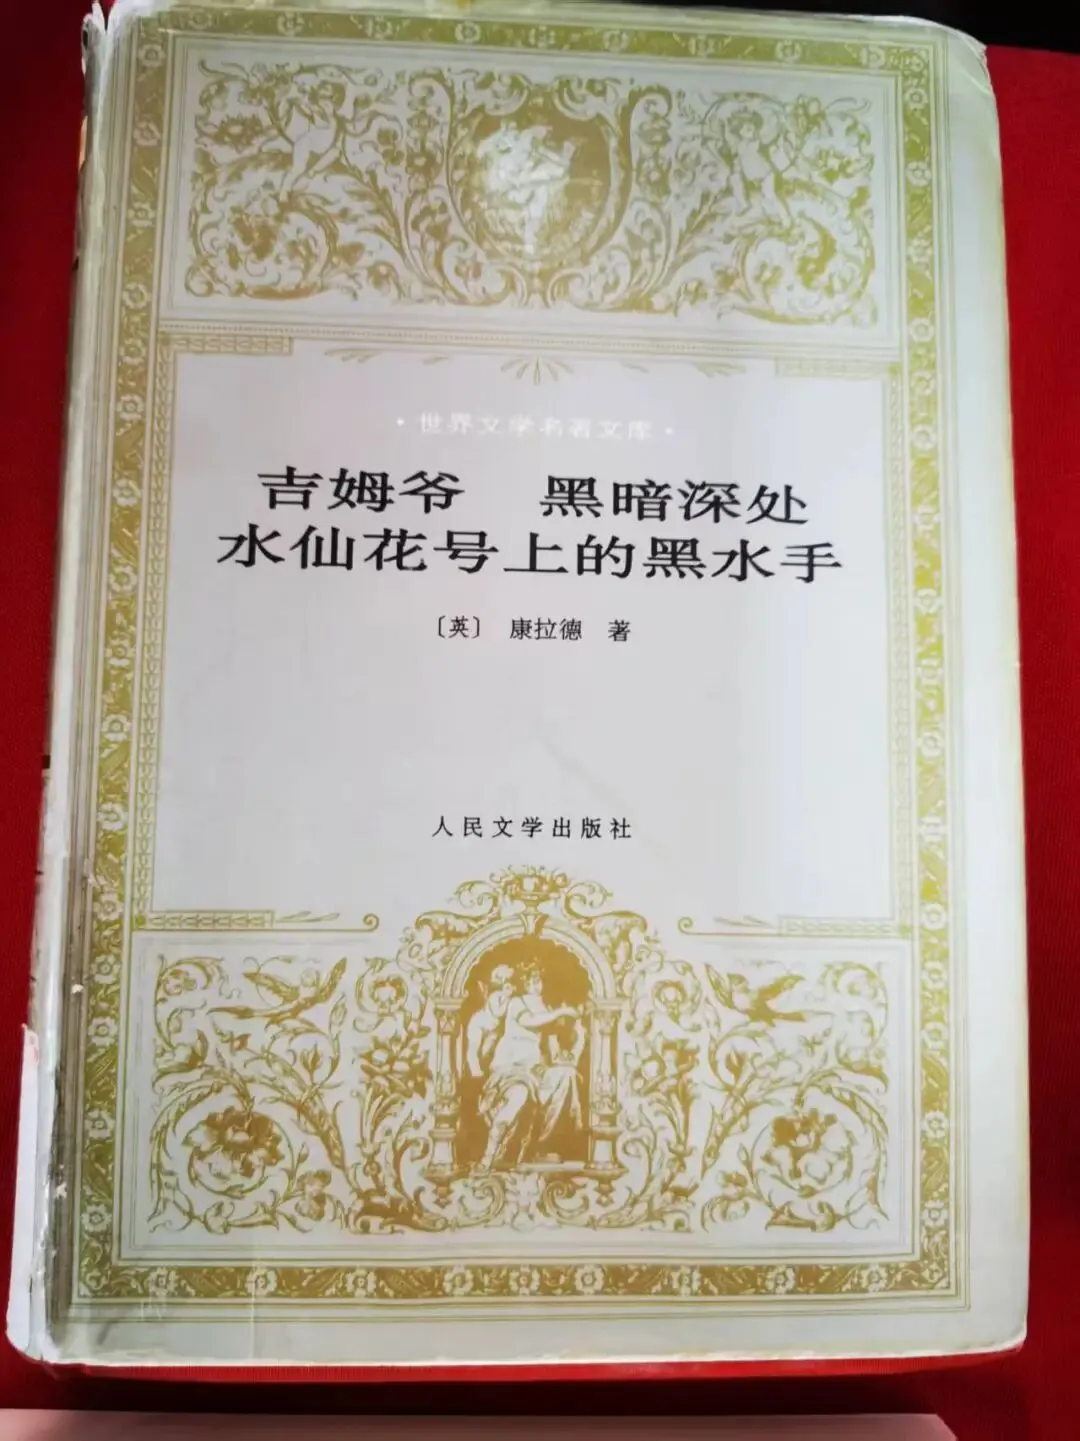 ·世界文学名著文库·
吉姆爷 黑暗深处
水仙花号上的黑水手
〔英〕 康拉德 著
人民文学出版社